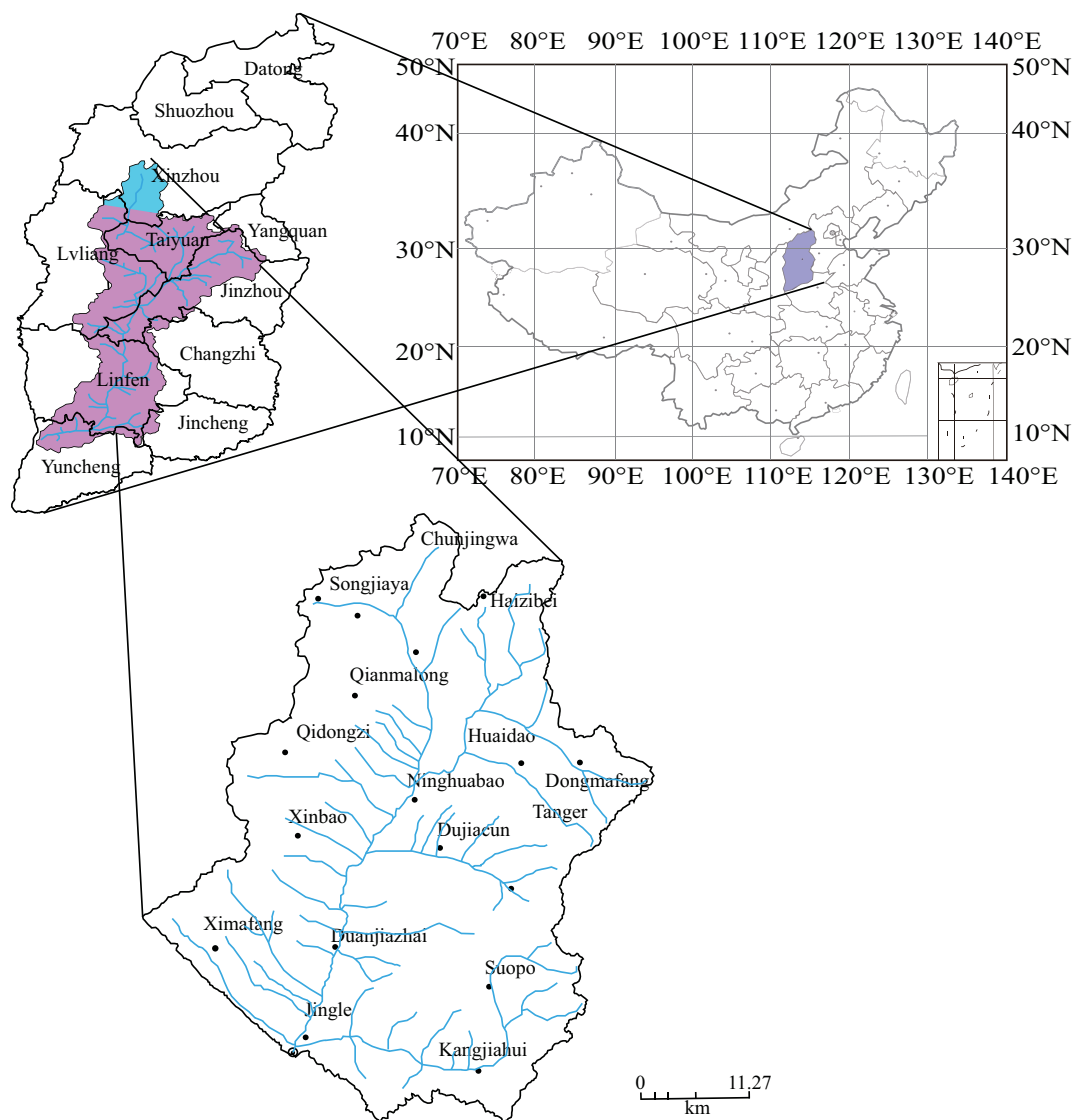 70°E 80°E 90°E 100°E 110°E 120°E 130°E 140°E
50°N 50°N
40°N 40°N
30°N 30°N
20°N 20°N
10°N 10°N
70°E 80°E 90°E 100°E 110°E 120°E 130°E 140°E
Datong
Shuozhou
Xinzhou
Taiyuan
Yangquan
Lvliang
Jinzhou
Changzhi
Linfen
Jincheng
Yuncheng
Chunjingwa
Songjiaya
Haizibei
Qianmalong
Qidongzi
Huaidao
Ninghuabao
Dongmafang
Xinbao
Tanger
Dujiacun
Ximafang
Duanjiazhai
Suopo
Jingle
Kangjiahui
0 11.27
km